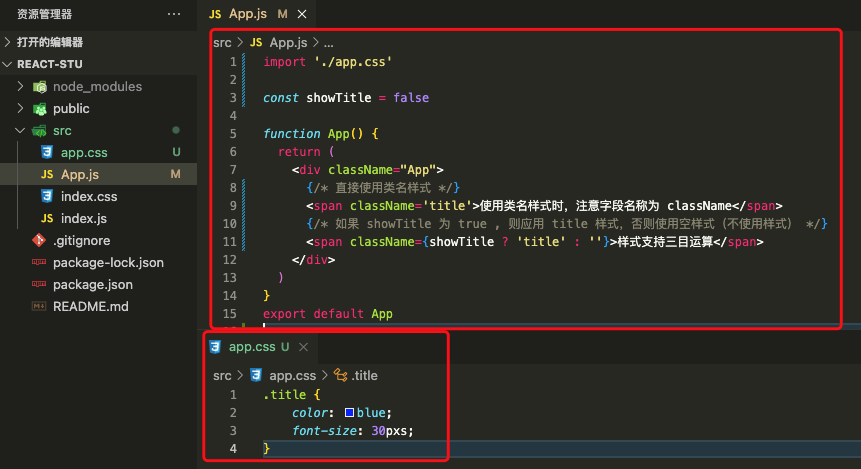 资源管理器 ···
打开的编辑器
REACT-STU
node_modules
public
src
app.css U
App.js M
index.css
index.js
.gitignore
package-lock.json
package.json
README.md
JS App.js M ×
src > JS App.js > ...
1 import './app.css'
2
3 const showTitle = false
4
5 function App() {
6 return (
7 <div className="App">
8 {/* 直接使用类名样式 */}
9 <span className='title'>使用类名样式时，注意字段名称为 className</span>
10 {/* 如果 showTitle 为 true ，则应用 title 样式，否则使用空样式（不使用样式） */}
11 <span className={showTitle ? 'title' : ''}>样式支持三目运算</span>
12 </div>
13 )
14 }
15 export default App
app.css U ×
src > app.css > .title
1 .title {
2 color: blue;
3 font-size: 30pxs;
4 }